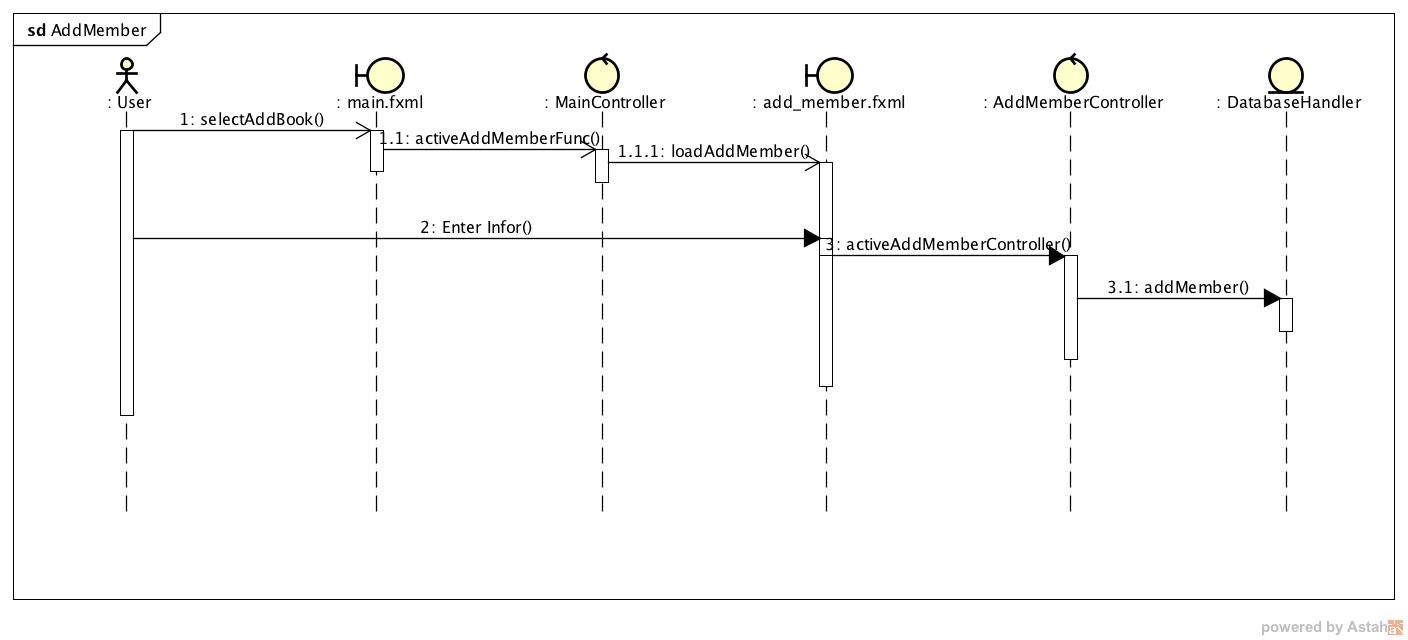 sd AddMember
: User
: main.fxml
: MainController
: add_member.fxml
: AddMemberController
: DatabaseHandler
1: selectAddBook()
1.1: activeAddMemberFunc()
1.1.1: loadAddMember()
2: Enter Infor()
3: activeAddMemberController()
3.1: addMember()
powered by Astah